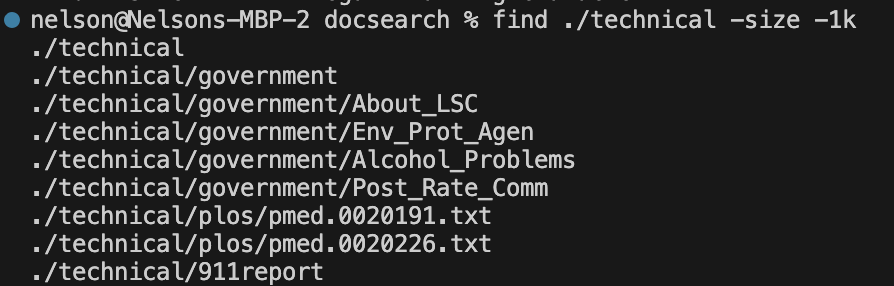 nelson@Nelsons-MBP-2 docsearch % find ./technical -size -1k
./technical
./technical/government
./technical/government/About_LSC
./technical/government/Env_Prot_Agen
./technical/government/Alcohol_Problems
./technical/government/Post_Rate_Comm
./technical/plos/pmed.0020191.txt
./technical/plos/pmed.0020226.txt
./technical/911report